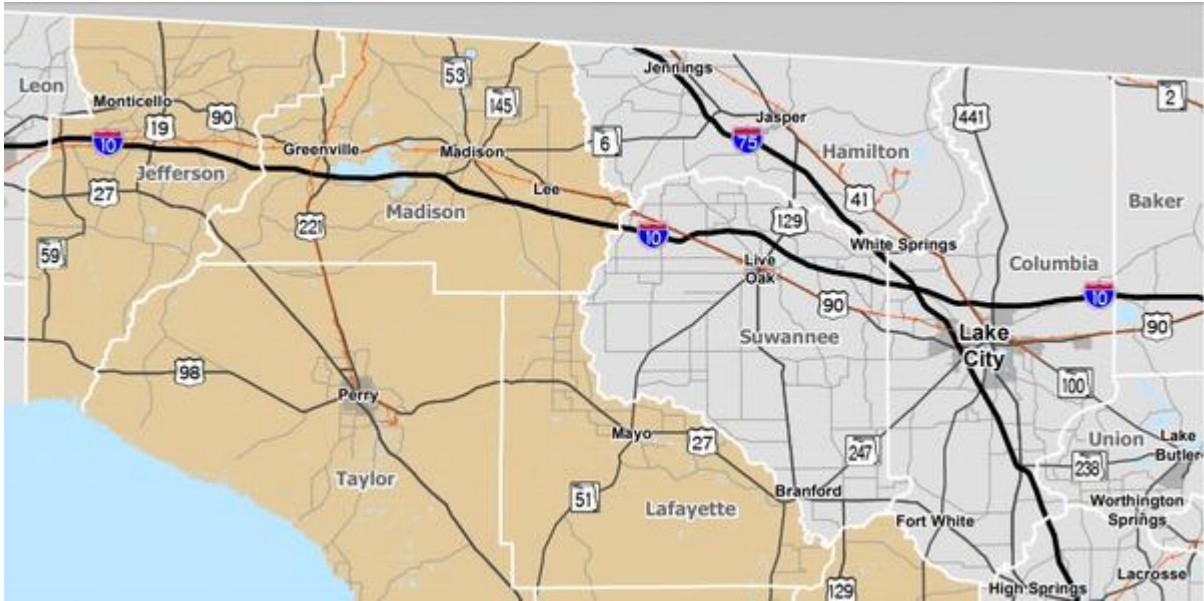 Jennings
Leon
53
2
Monticello
145
90
19
Jasper
441
10
6
75
Greenville
Madison
Hamilton
Jefferson
27
Lee
41
Baker
Madison
221
129
10
White Springs
59
Live
Oak
Columbia
10
90
90
Suwannee
Lake
City
98
100
Perry
Mayo
27
247
Union
Lake
Butler
238
Taylor
51
Branford
Lafayette
Worthington
Springs
Fort White
129
High Springs
Lacrosse